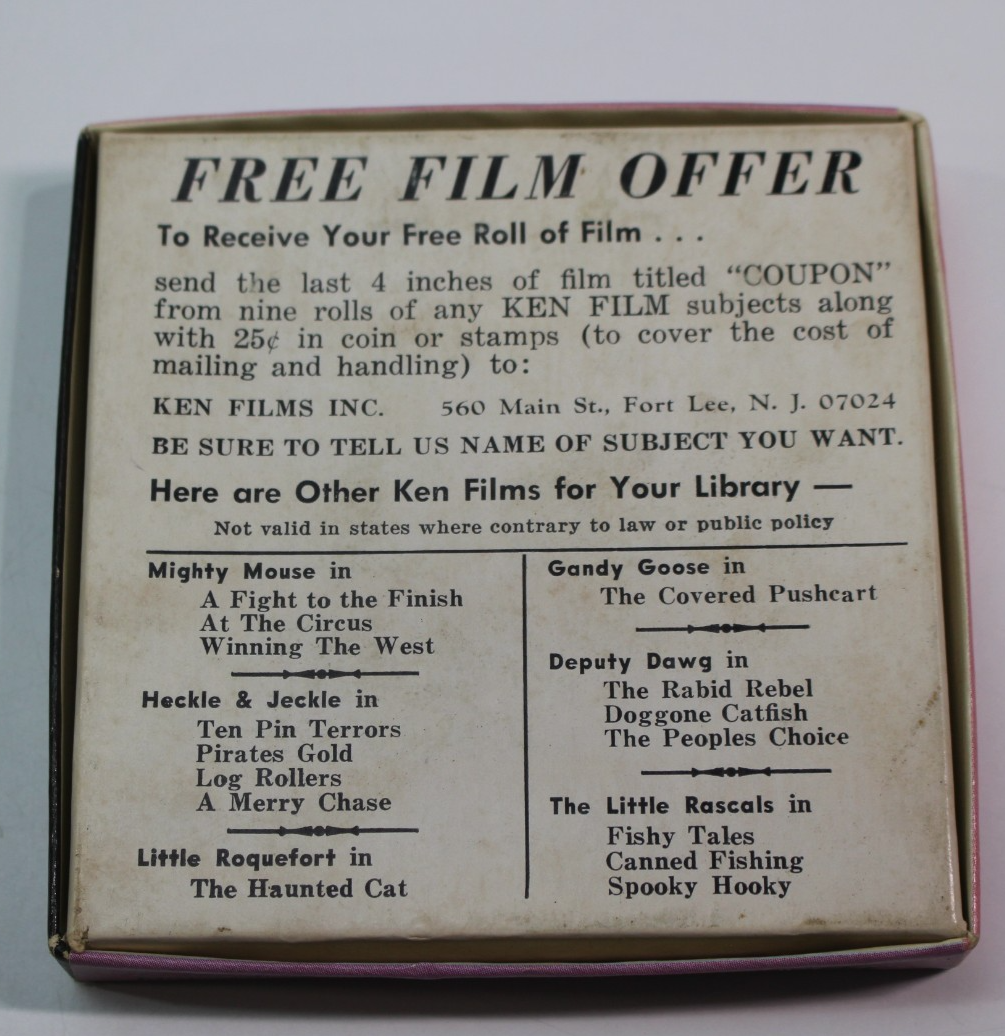 FREE FILM OFFER
To Receive Your Free Roll of Film . . .
send the last 4 inches of film titled “COUPON”
from nine rolls of any KEN FILM subjects along
with 25¢ in coin or stamps (to cover the cost of
mailing and handling) to:
KEN FILMS INC. 560 Main St., Fort Lee, N. J. 07024
BE SURE TO TELL US NAME OF SUBJECT YOU WANT.
Here are Other Ken Films for Your Library —
Not valid in states where contrary to law or public policy
Mighty Mouse in
A Fight to the Finish
At The Circus
Winning The West
Heckle & Jeckle in
Ten Pin Terrors
Pirates Gold
Log Rollers
A Merry Chase
Little Roquefort in
The Haunted Cat
Gandy Goose in
The Covered Pushcart
Deputy Dawg in
The Rabid Rebel
Doggone Catfish
The Peoples Choice
The Little Rascals in
Fishy Tales
Canned Fishing
Spooky Hooky